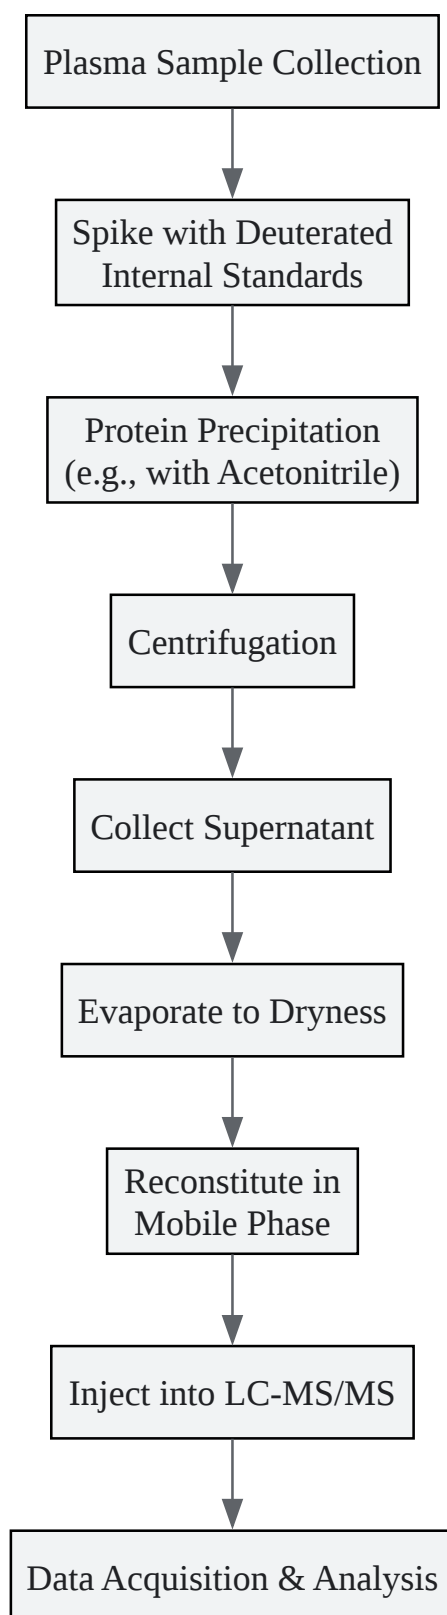 Plasma Sample Collection
Spike with Deuterated
Internal Standards
Protein Precipitation
(e.g., with Acetonitrile)
Centrifugation
Collect Supernatant
Evaporate to Dryness
Reconstitute in
Mobile Phase
Inject into LC-MS/MS
Data Acquisition & Analysis